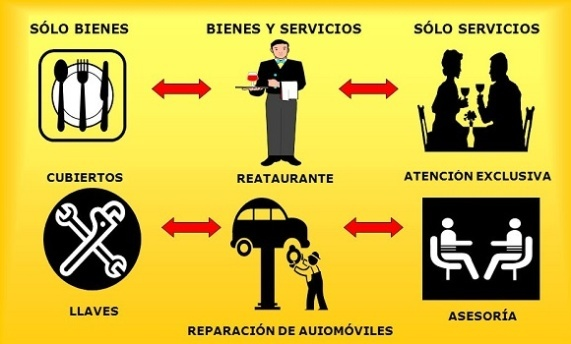 SÓLO BIENES
BIENES Y SERVICIOS
SÓLO SERVICIOS
CUBIERTOS
REATAURANTE
ATENCIÓN EXCLUSIVA
LLAVES
REPARACIÓN DE AUIOMÓVILES
ASESORÍA